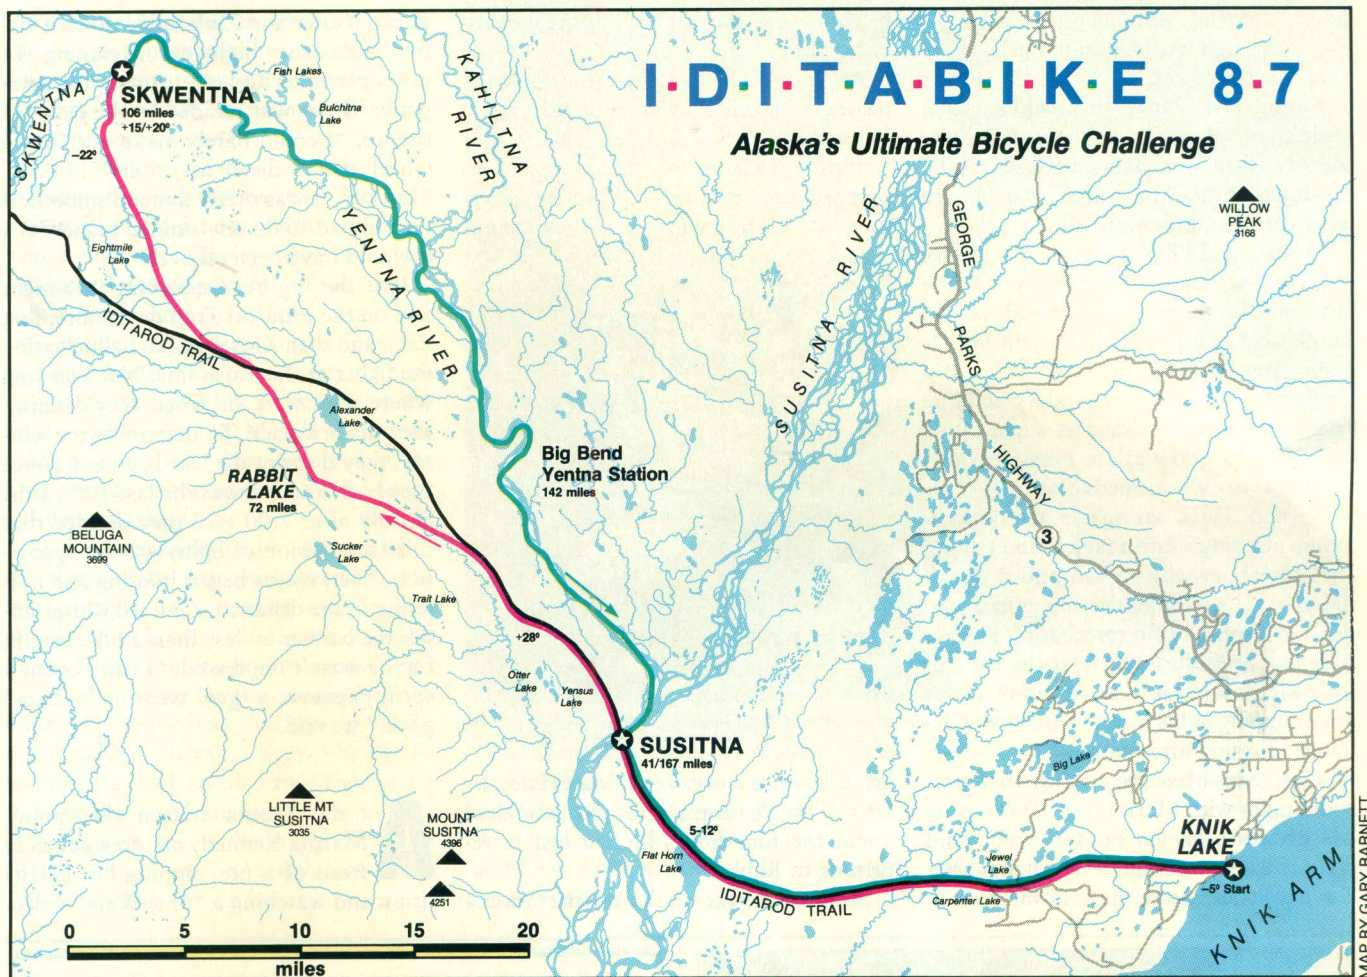 I·D·I·T·A·B·I·K·E 8·7
Alaska's Ultimate Bicycle Challenge
SKWENTNA
SKWENTNA
106 miles
+15/+20°
–22°
Fish Lakes
Bulchitna
Lake
KAHILTNA
RIVER
YENTNA RIVER
SUSITNA RIVER
GEORGE
PARKS
HIGHWAY
3
WILLOW
PEAK
3168
Eightmile
Lake
IDITAROD TRAIL
Alexander
Lake
RABBIT
LAKE
72 miles
Big Bend
Yentna Station
142 miles
BELUGA
MOUNTAIN
3699
Sucker
Lake
Trait Lake
+28°
Otter
Lake
Yensus
Lake
SUSITNA
41/167 miles
Big Lake
LITTLE MT
SUSITNA
3035
MOUNT
SUSITNA
4396
4251
5-12°
Flat Horn
Lake
IDITAROD TRAIL
Jewel
Lake
Carpenter Lake
KNIK
LAKE
–5° Start
KNIK ARM
0 5 10 15 20
miles
MAP BY GARY BARNETT